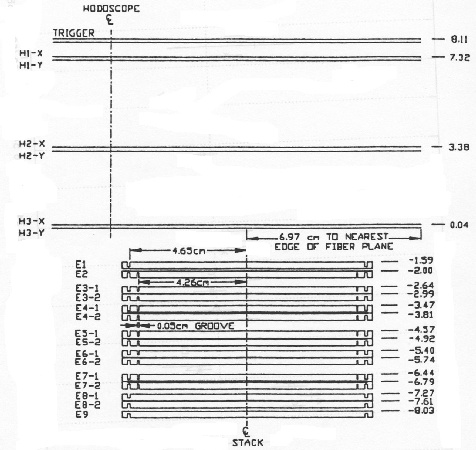 HODOSCOPE
℄
TRIGGER
8.11
H1-X
7.32
H1-Y
H2-X
3.38
H2-Y
H3-X
0.04
H3-Y
6.97 cm TO NEAREST
EDGE OF FIBER PLANE
4.65cm
E1
-1.59
E2
-2.00
4.26cm
E3-1
-2.64
E3-2
-2.99
E4-1
-3.47
E4-2
-3.81
0.05cm GROOVE
E5-1
-4.57
E5-2
-4.92
E6-1
-5.40
E6-2
-5.74
E7-1
-6.44
E7-2
-6.79
E8-1
-7.27
E8-2
-7.61
E9
-8.03
℄
STACK